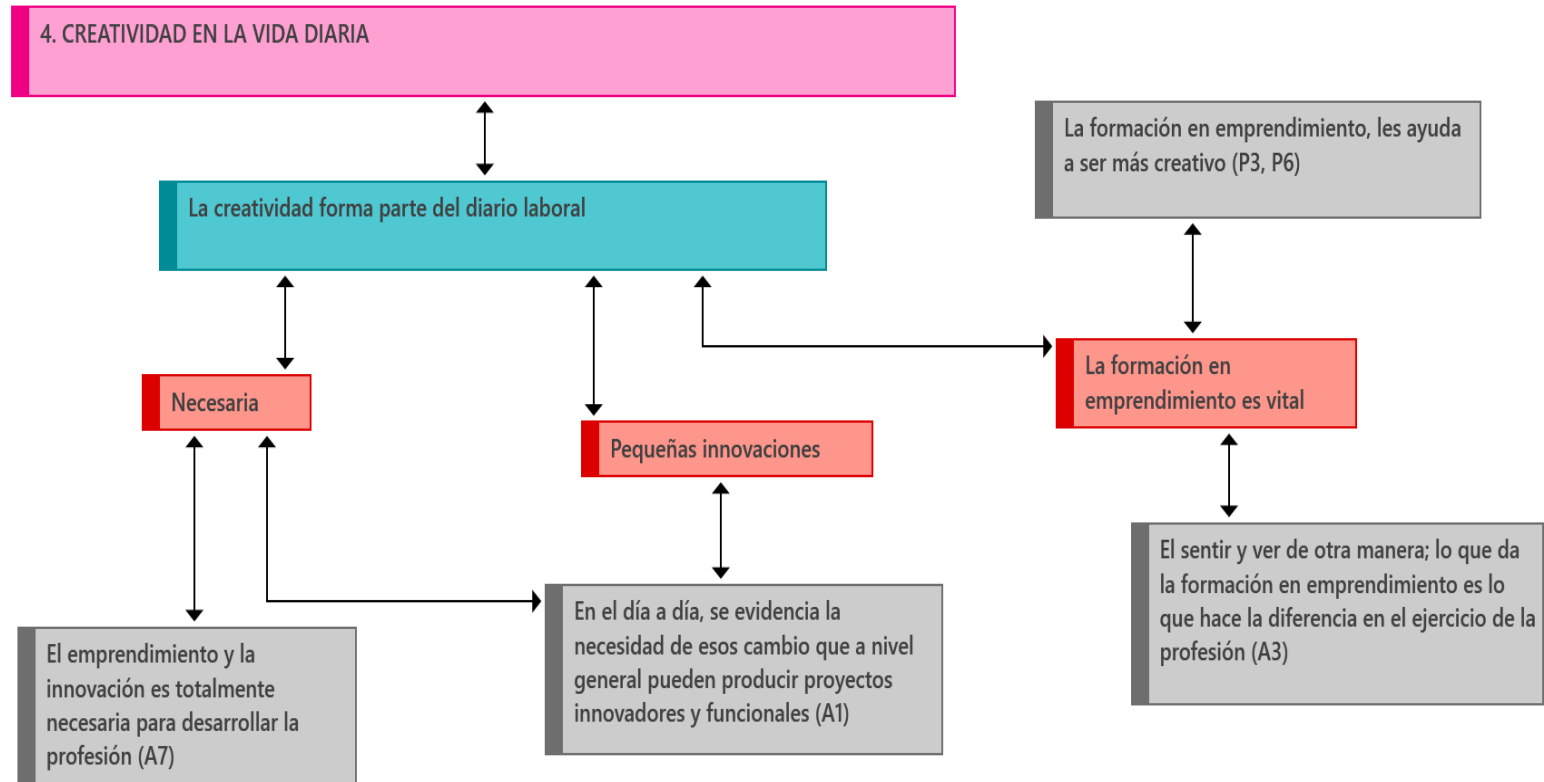 4. CREATIVIDAD EN LA VIDA DIARIA
La formación en emprendimiento, les ayuda
a ser más creativo (P3, P6)
La creatividad forma parte del diario laboral
Necesaria
Pequeñas innovaciones
La formación en
emprendimiento es vital
El emprendimiento y la
innovación es totalmente
necesaria para desarrollar la
profesión (A7)
En el día a día, se evidencia la
necesidad de esos cambio que a nivel
general pueden producir proyectos
innovadores y funcionales (A1)
El sentir y ver de otra manera; lo que da
la formación en emprendimiento es lo
que hace la diferencia en el ejercicio de la
profesión (A3)